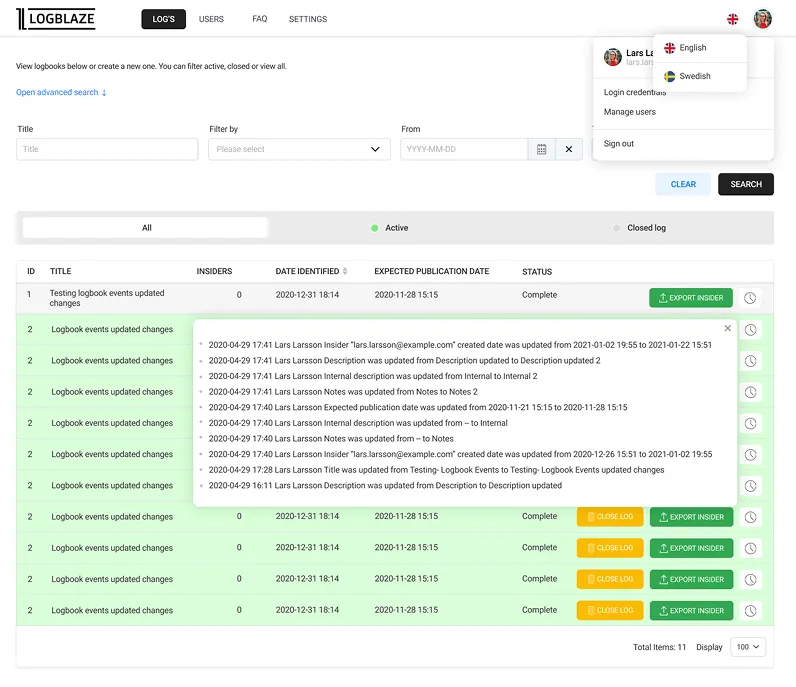 LOGBLAZE
LOG'S USERS FAQ SETTINGS
English
Swedish
Lars La
lars.lars
Login credentials
Manage users
Sign out
View logbooks below or create a new one. You can filter active, closed or view all.
Open advanced search ↓
Title Filter by From
Title Please select YYYY-MM-DD
CLEAR SEARCH
All Active Closed log
ID TITLE INSIDERS DATE IDENTIFIED EXPECTED PUBLICATION DATE STATUS
1 Testing logbook events updated 0 2020-12-31 18:14 2020-11-28 15:15 Complete EXPORT INSIDER
changes
2 Logbook events updated changes
2 Logbook events updated changes
2 Logbook events updated changes
2 Logbook events updated changes
2 Logbook events updated changes
2 Logbook events updated changes
2020-04-29 17:41 Lars Larsson Insider "lars.larsson@example.com" created date was updated from 2021-01-02 19:55 to 2021-01-22 15:51
2020-04-29 17:41 Lars Larsson Description was updated from Description updated to Description updated 2
2020-04-29 17:41 Lars Larsson Internal description was updated from Internal to Internal 2
2020-04-29 17:41 Lars Larsson Notes was updated from Notes to Notes 2
2020-04-29 17:40 Lars Larsson Expected publication date was updated from 2020-11-21 15:15 to 2020-11-28 15:15
2020-04-29 17:40 Lars Larsson Internal description was updated from -- to Internal
2020-04-29 17:40 Lars Larsson Notes was updated from -- to Notes
2020-04-29 17:40 Lars Larsson Insider "lars.larsson@example.com" created date was updated from 2020-12-26 15:51 to 2021-01-02 19:55
2020-04-29 17:28 Lars Larsson Title was updated from Testing- Logbook Events to Testing- Logbook Events updated changes
2020-04-29 16:11 Lars Larsson Description was updated from Description to Description updated
2 Logbook events updated changes 0 2020-12-31 18:14 2020-11-28 15:15 Complete CLOSE LOG EXPORT INSIDER
2 Logbook events updated changes 0 2020-12-31 18:14 2020-11-28 15:15 Complete CLOSE LOG EXPORT INSIDER
2 Logbook events updated changes 0 2020-12-31 18:14 2020-11-28 15:15 Complete CLOSE LOG EXPORT INSIDER
2 Logbook events updated changes 0 2020-12-31 18:14 2020-11-28 15:15 Complete CLOSE LOG EXPORT INSIDER
Total Items: 11 Display 100